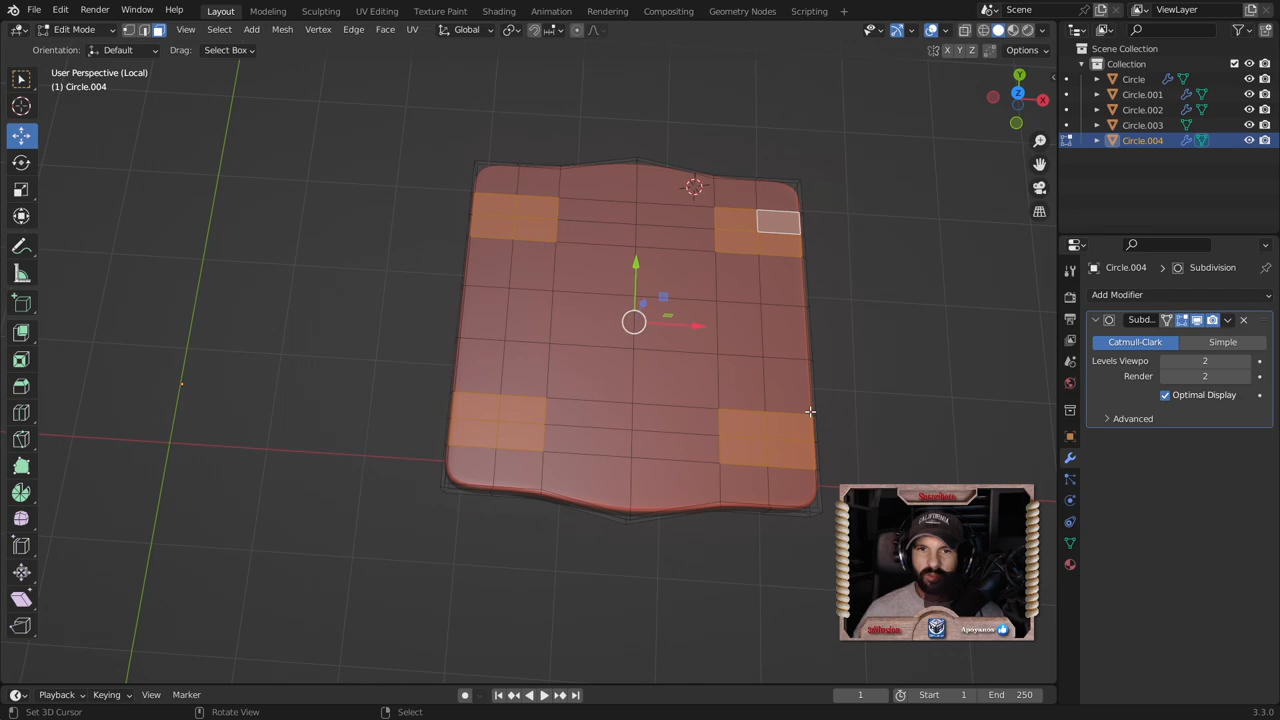 File Edit Render Window Help Layout Modeling Sculpting UV Editing Texture Paint Shading Animation Rendering Compositing Geometry Nodes Scripting Scene ViewLayer
Edit Mode View Select Add Mesh Vertex Edge Face UV Global
Orientation: Default Drag: Select Box X Y Z Options
User Perspective (Local)
(1) Circle.004
Y
Z
X
Scene Collection
Collection
Circle
Circle.001
Circle.002
Circle.003
Circle.004
Circle.004 Subdivision
Add Modifier
Subd...
Catmull-Clark Simple
Levels Viewpo 2
Render 2
Optimal Display
Advanced
CALIFORNIA
Apoyanos
Playback Keying View Marker 1 Start 1 End 250
Set 3D Cursor Rotate View Select 3.3.0